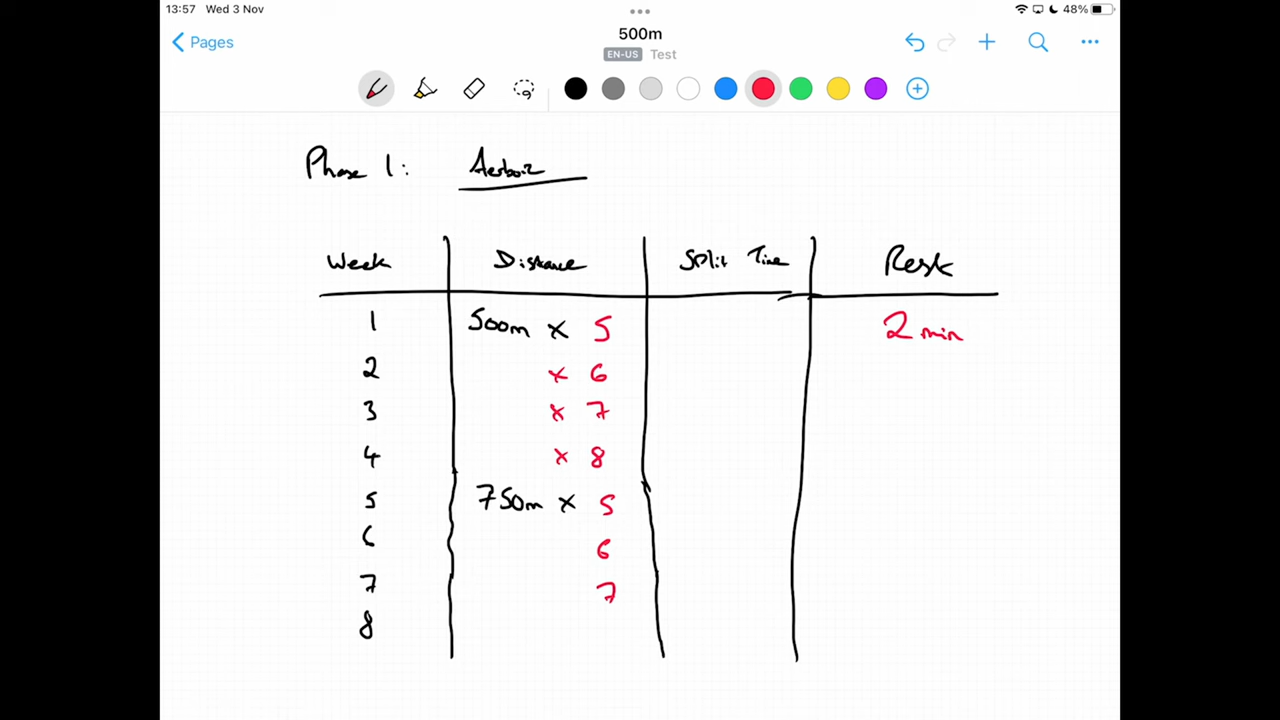 13:57 Wed 3 Nov 48%
Pages 500m
EN-US Test
Phase 1: Aerobic
Week Distance Split Time Rest
1 500m x 5 2 min
2 x 6
3 x 7
4 x 8
5 750m x 5
6 6
7 7
8